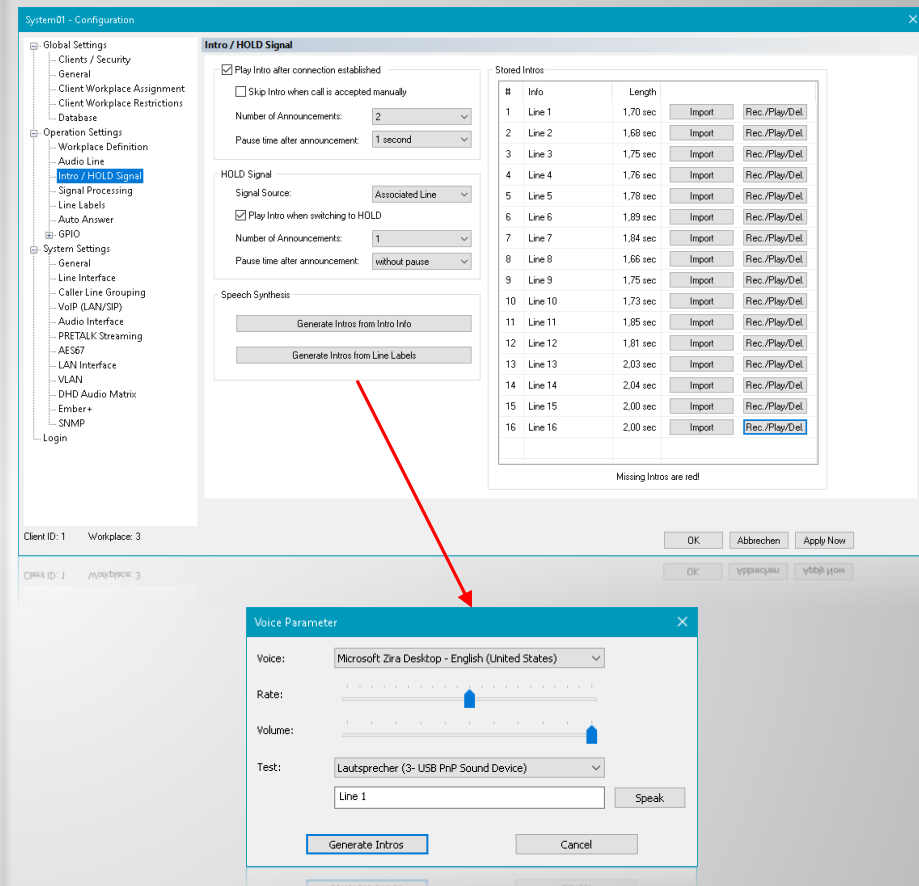 System01 - Configuration
Global Settings
Clients / Security
General
Client Workplace Assignment
Client Workplace Restrictions
Database
Operation Settings
Workplace Definition
Audio Line
Intro / HOLD Signal
Signal Processing
Line Labels
Auto Answer
GPIO
System Settings
General
Line Interface
Caller Line Grouping
VoIP (LAN/SIP)
Audio Interface
PRETALK Streaming
AES67
LAN Interface
VLAN
DHD Audio Matrix
Ember+
SNMP
Login
Intro / HOLD Signal
Play Intro after connection established
Skip Intro when call is accepted manually
Number of Announcements: 2
Pause time after announcement: 1 second
HOLD Signal
Signal Source: Associated Line
Play Intro when switching to HOLD
Number of Announcements: 1
Pause time after announcement: without pause
Speech Synthesis
Generate Intros from Intro Info
Generate Intros from Line Labels
Stored Intros
# Info Length
1 Line 1 1,70 sec Import Rec./Play/Del.
2 Line 2 1,68 sec Import Rec./Play/Del.
3 Line 3 1,75 sec Import Rec./Play/Del.
4 Line 4 1,76 sec Import Rec./Play/Del.
5 Line 5 1,78 sec Import Rec./Play/Del.
6 Line 6 1,89 sec Import Rec./Play/Del.
7 Line 7 1,84 sec Import Rec./Play/Del.
8 Line 8 1,66 sec Import Rec./Play/Del.
9 Line 9 1,75 sec Import Rec./Play/Del.
10 Line 10 1,73 sec Import Rec./Play/Del.
11 Line 11 1,85 sec Import Rec./Play/Del.
12 Line 12 1,81 sec Import Rec./Play/Del.
13 Line 13 2,03 sec Import Rec./Play/Del.
14 Line 14 2,04 sec Import Rec./Play/Del.
15 Line 15 2,00 sec Import Rec./Play/Del.
16 Line 16 2,00 sec Import Rec./Play/Del.
Missing Intros are red!
Client ID: 1 Workplace: 3
OK Abbrechen Apply Now
Client ID: 1 Workplace: 3
OK Abbrechen Apply Now
Voice Parameter
Voice: Microsoft Zira Desktop - English (United States)
Rate:
Volume:
Test: Lautsprecher (3- USB PnP Sound Device)
Line 1 Speak
Generate Intros Cancel